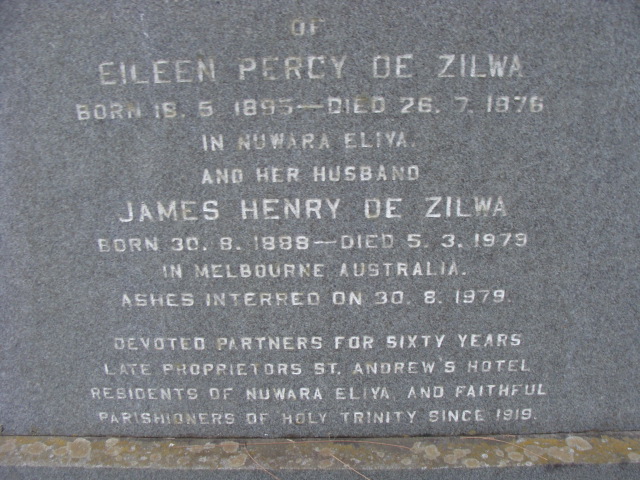 OF
EILEEN PERCY DE ZILWA
BORN 18. 5 1895—DIED 26. 7. 1976
IN NUWARA ELIYA.
AND HER HUSBAND
JAMES HENRY DE ZILWA
BORN 30. 8. 1888—DIED 5. 3. 1979
IN MELBOURNE AUSTRALIA.
ASHES INTERRED ON 30. 8. 1979.
DEVOTED PARTNERS FOR SIXTY YEARS
LATE PROPRIETORS ST. ANDREW'S HOTEL
RESIDENTS OF NUWARA ELIYA AND FAITHFUL
PARISHIONERS OF HOLY TRINITY SINCE 1919.